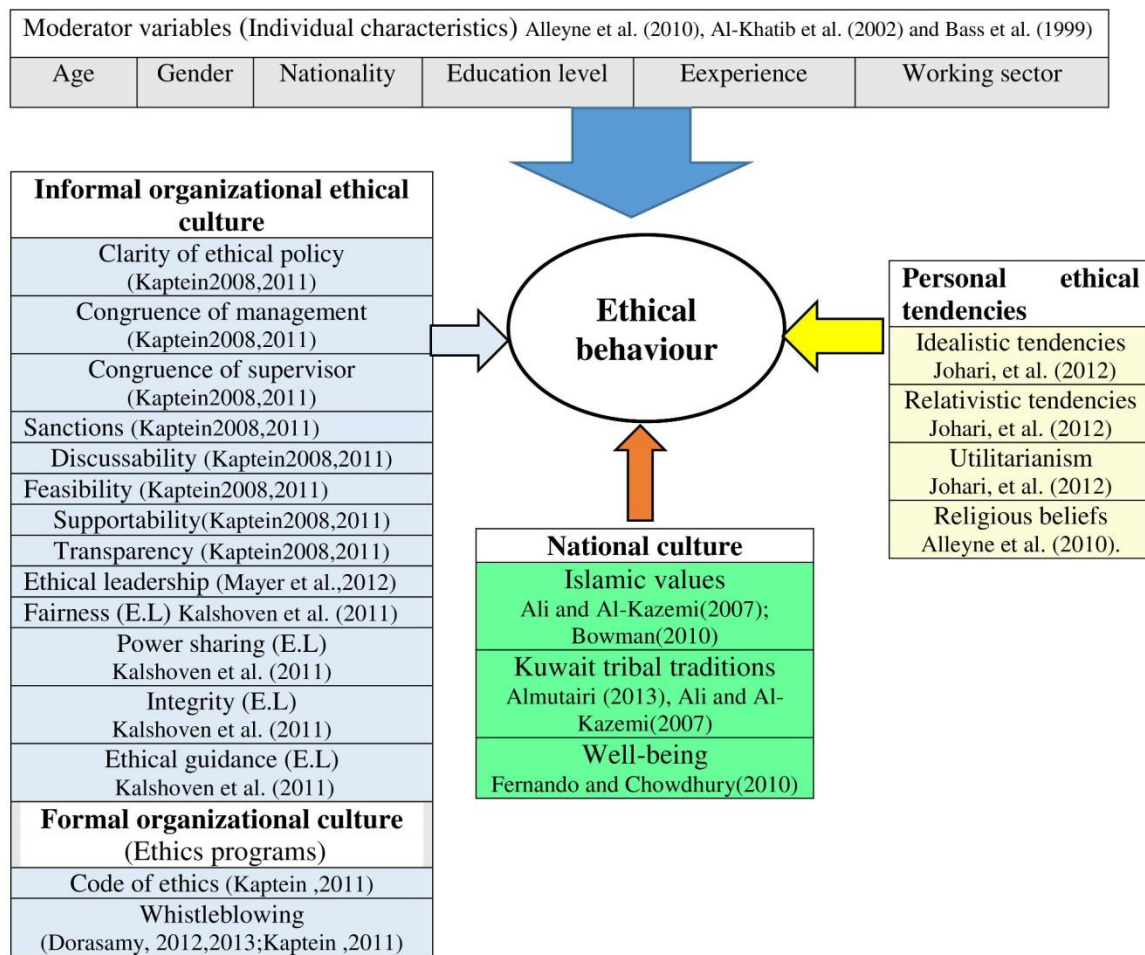 Moderator variables (Individual characteristics) Alleyne et al. (2010), Al-Khatib et al. (2002) and Bass et al. (1999)
Age Gender Nationality Education level Eexperience Working sector
Informal organizational ethical
culture
Clarity of ethical policy
(Kaptein2008,2011)
Congruence of management
(Kaptein2008,2011)
Congruence of supervisor
(Kaptein2008,2011)
Sanctions (Kaptein2008,2011)
Discussability (Kaptein2008,2011)
Feasibility (Kaptein2008,2011)
Supportability(Kaptein2008,2011)
Transparency (Kaptein2008,2011)
Ethical leadership (Mayer et al.,2012)
Fairness (E.L) Kalshoven et al. (2011)
Power sharing (E.L)
Kalshoven et al. (2011)
Integrity (E.L)
Kalshoven et al. (2011)
Ethical guidance (E.L)
Kalshoven et al. (2011)
Formal organizational culture
(Ethics programs)
Code of ethics (Kaptein ,2011)
Whistleblowing
(Dorasamy, 2012,2013;Kaptein ,2011)
Ethical
behaviour
National culture
Islamic values
Ali and Al-Kazemi(2007);
Bowman(2010)
Kuwait tribal traditions
Almutairi (2013), Ali and Al-
Kazemi(2007)
Well-being
Fernando and Chowdhury(2010)
Personal ethical
tendencies
Idealistic tendencies
Johari, et al. (2012)
Relativistic tendencies
Johari, et al. (2012)
Utilitarianism
Johari, et al. (2012)
Religious beliefs
Alleyne et al. (2010).